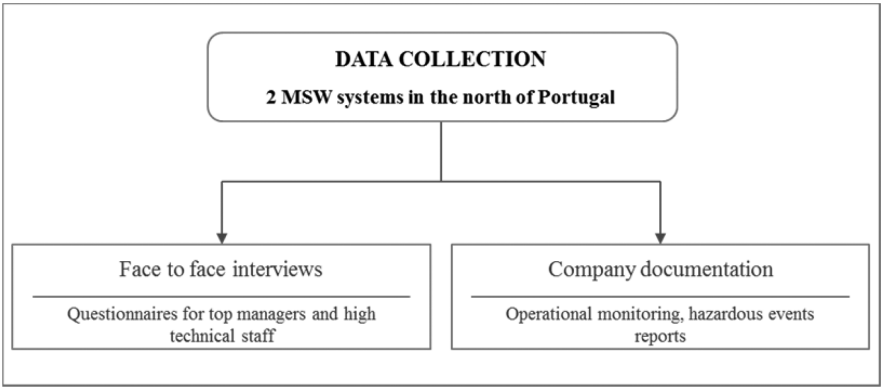 DATA COLLECTION
2 MSW systems in the north of Portugal
Face to face interviews
Questionnaires for top managers and high
technical staff
Company documentation
Operational monitoring, hazardous events
reports